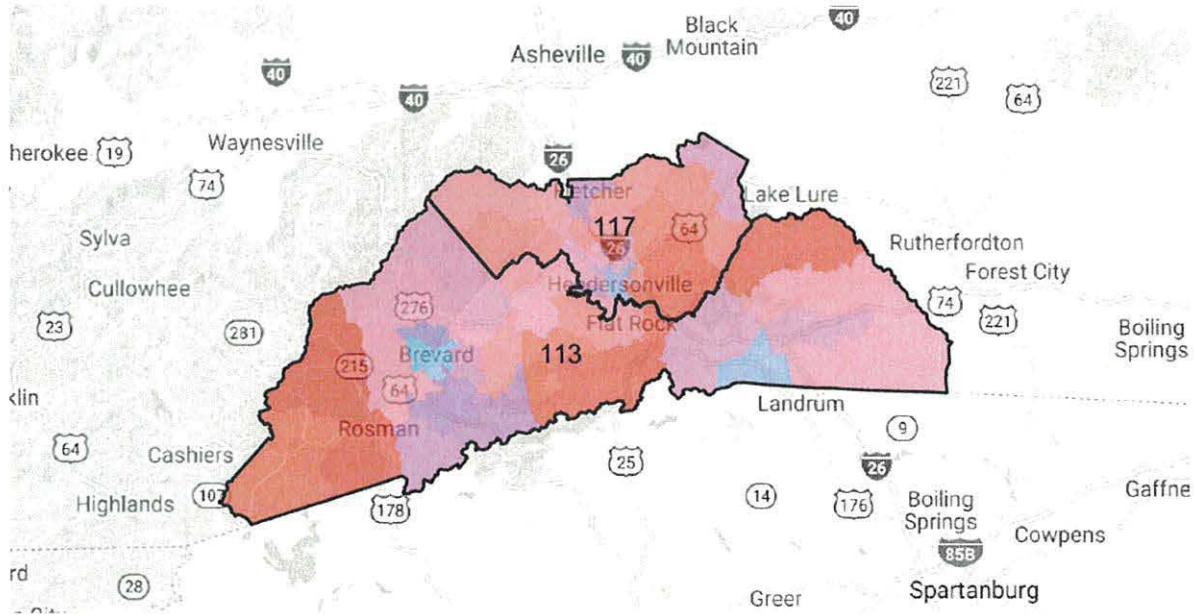 40
Black
Mountain
Asheville
40
40
221
64
40
herokee 19
Waynesville
26
74
Fletcher
Lake Lure
117
64
26
Sylva
Rutherfordton
Cullowhee
Forest City
276
Hendersonville
74
221
23
281
Flat Rock
Boiling
Springs
Brevard
113
215
64
klin
Landrum
Rosman
9
64
Cashiers
25
26
Highlands
107
178
14
176
Boiling
Springs
Gaffne
Cowpens
85B
rd
28
Greer
Spartanburg